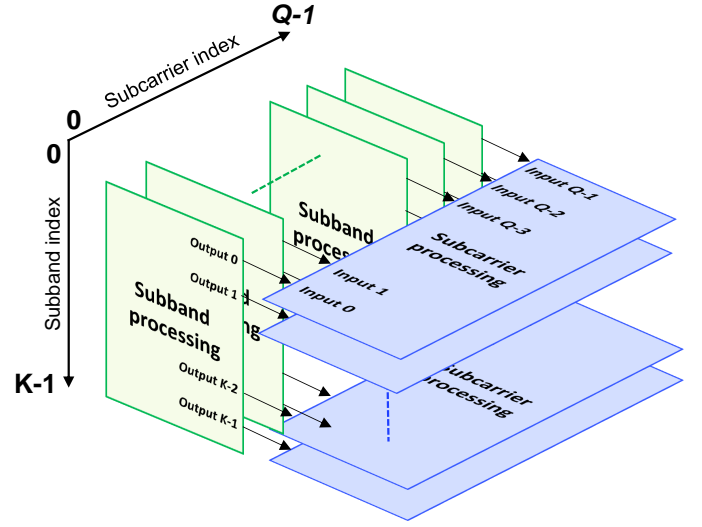 Q-1
Subcarrier index
0
0
Subband index
K-1
Output 0
Output 1
Subband
processing
Output K-2
Output K-1
Subband
Input Q-1
Input Q-2
Input Q-3
Subcarrier
processing
Input 1
Input 0
Subcarrier
processing